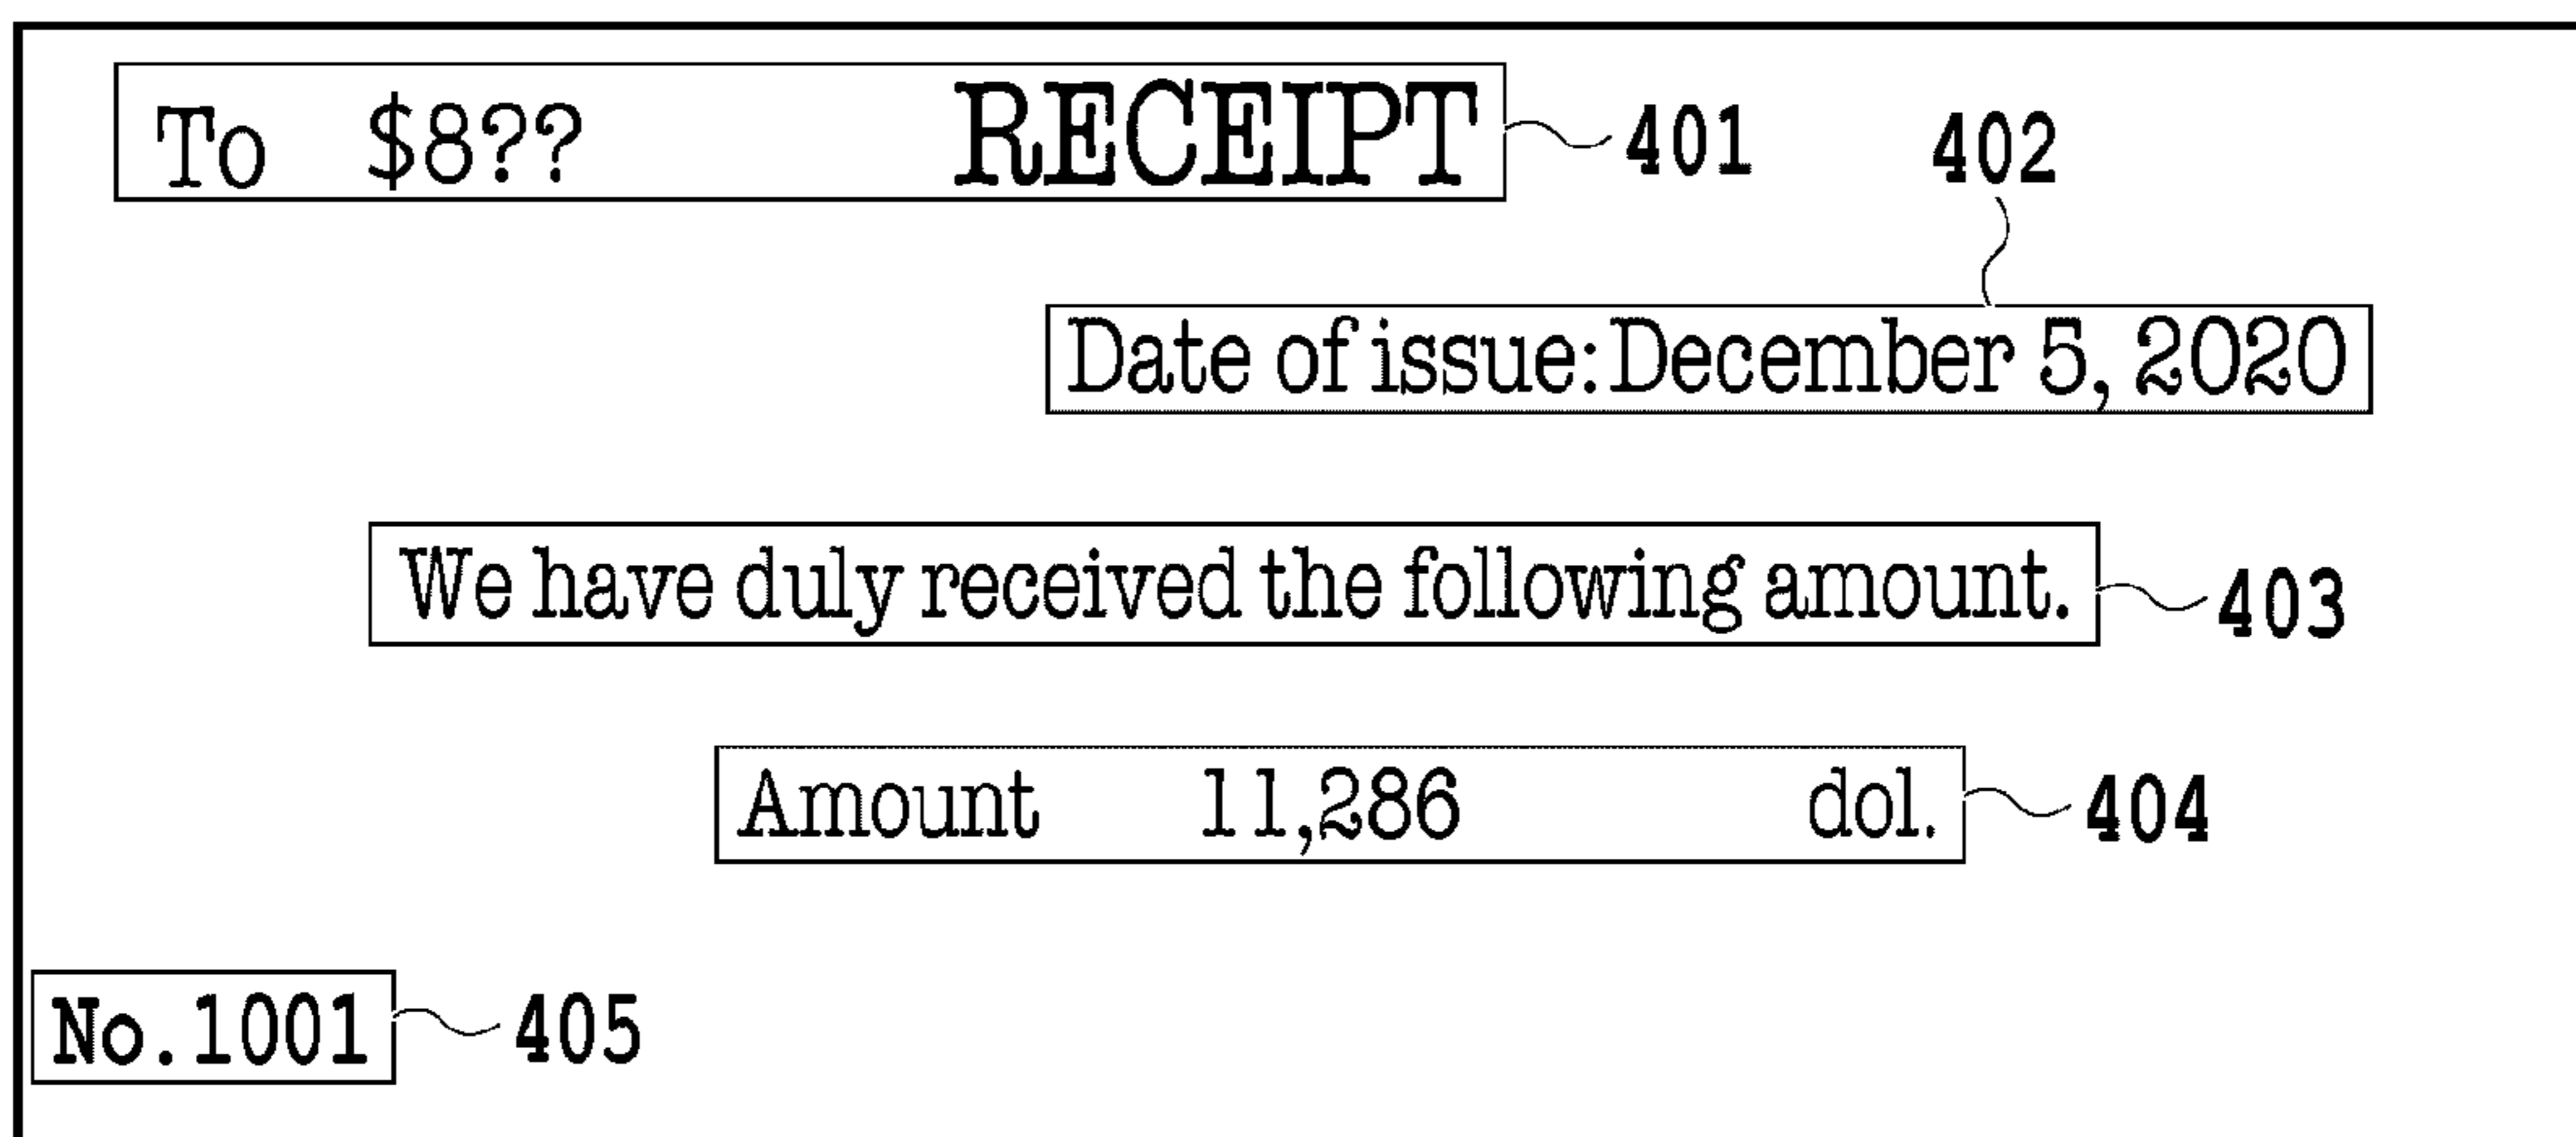 To $8?? RECEIPT 401
402
Date of issue: December 5, 2020
We have duly received the following amount. 403
Amount 11,286 dol. 404
No. 1001 405